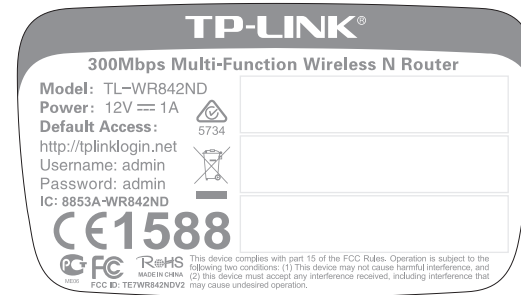 TP-LINK®
300Mbps Multi-Function Wireless N Router
Model: TL-WR842ND
Power: 12V ⎓ 1A
Default Access:
5734
http://tplinklogin.net
Username: admin
Password: admin
IC: 8853A-WR842ND
CE1588
PCT FC RoHS
ME06 MADE IN CHINA
FCC ID: TE7WR842NDV2
This device complies with part 15 of the FCC Rules. Operation is subject to the
following two conditions: (1) This device may not cause harmful interference, and
(2) this device must accept any interference received, including interference that
may cause undesired operation.